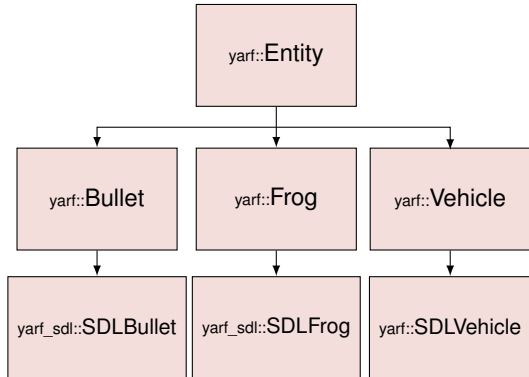 yarf::Entity
yarf::Bullet
yarf::Frog
yarf::Vehicle
yarf_sdl::SDLBullet
yarf_sdl::SDLFrog
yarf::SDLVehicle